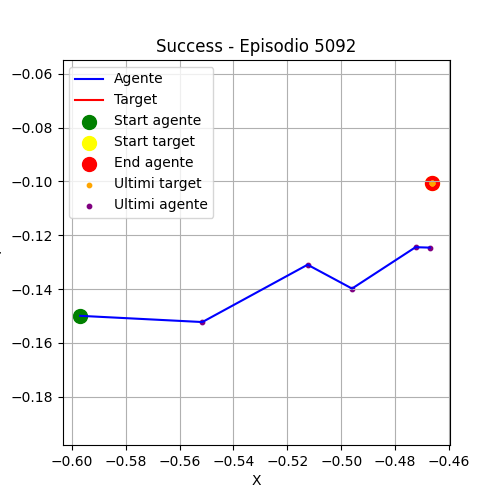 Success - Episodio 5092
Agente
Target
Start agente
Start target
End agente
Ultimi target
Ultimi agente
−0.06
−0.08
−0.10
−0.12
−0.14
−0.16
−0.18
−0.60 −0.58 −0.56 −0.54 −0.52 −0.50 −0.48 −0.46
X